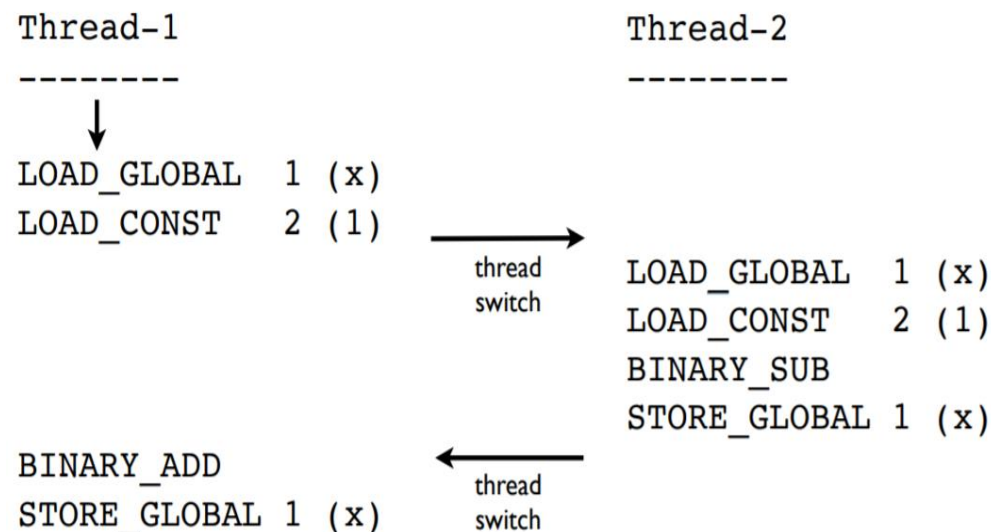 Thread-1
--------
LOAD_GLOBAL 1 (x)
LOAD_CONST 2 (1)
thread
switch
Thread-2
--------
LOAD_GLOBAL 1 (x)
LOAD_CONST 2 (1)
BINARY_SUB
STORE_GLOBAL 1 (x)
thread
switch
BINARY_ADD
STORE_GLOBAL 1 (x)